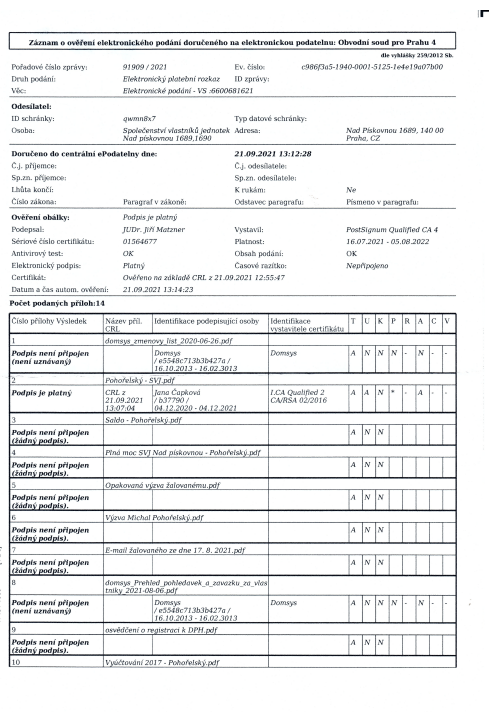 Záznam o ověření elektronického podání doručeného na elektronickou podatelnu: Obvodní soud pro Prahu 4
dle vyhlášky 259/2012 Sb.
Pořadové číslo zprávy: 91909 / 2021 Ev. číslo: c986f3a5-1940-0001-5125-1e4e19a07b00
Druh podání: Elektronický platební rozkaz ID zprávy:
Věc: Elektronické podání - VS :6600681621
Odesílatel:
ID schránky: qwmn8x7 Typ datové schránky:
Osoba: Společenství vlastníků jednotek Adresa: Nad Pískovnou 1689, 140 00
Nad pískovnou 1689,1690 Praha, CZ
Doručeno do centrální ePodatelny dne: 21.09.2021 13:12:28
Č.j. příjemce: Č.j. odesílatele:
Sp.zn. příjemce: Sp.zn. odesílatele:
Lhůta končí: K rukám: Ne
Číslo zákona: Paragraf v zákoně: Odstavec paragrafu: Písmeno v paragrafu:
Ověření obálky: Podpis je platný
Podepsal: JUDr. Jiří Matzner Vystavil: PostSignum Qualified CA 4
Sériové číslo certifikátu: 01564677 Platnost: 16.07.2021 - 05.08.2022
Antivirový test: OK Obsah podání: OK
Elektronický podpis: Platný Časové razítko: Nepřipojeno
Certifikát: Ověřeno na základě CRL z 21.09.2021 12:55:47
Datum a čas autom. ověření: 21.09.2021 13:14:23
Počet podaných příloh:14
Číslo přílohy Výsledek Název příl. Identifikace podepisující osoby Identifikace T U K P R A C V
CRL vystavitele certifikátu
1 domsys_zmenovy_list_2020-06-26.pdf
Podpis není připojen Domsys Domsys A N N N - N - -
(není uznávaný) / e5548c713b3b427a /
16.10.2013 - 16.02.3013
2 Pohořelský - SVJ.pdf
Podpis je platný CRL z Jana Čapková I.CA Qualified 2 A A N * - A - -
21.09.2021 / b37790 / CA/RSA 02/2016
13:07:04 04.12.2020 - 04.12.2021
3 Saldo - Pohořelský.pdf
Podpis není připojen A N N
(žádný podpis).
4 Plná moc SVJ Nad pískovnou - Pohořelský.pdf
Podpis není připojen A N N
(žádný podpis).
5 Opakovaná výzva žalovanému.pdf
Podpis není připojen A N N
(žádný podpis).
6 Výzva Michal Pohořelský.pdf
Podpis není připojen A N N
(žádný podpis).
7 E-mail žalovaného ze dne 17. 8. 2021.pdf
Podpis není připojen A N N
(žádný podpis).
8 domsys_Prehled_pohledavek_a_zavazku_za_vlas
tniky_2021-08-06.pdf
Podpis není připojen Domsys Domsys A N N N - N - -
(není uznávaný) / e5548c713b3b427a /
16.10.2013 - 16.02.3013
9 osvědčení o registraci k DPH.pdf
Podpis není připojen A N N
(žádný podpis).
10 Vyúčtování 2017 - Pohořelský.pdf